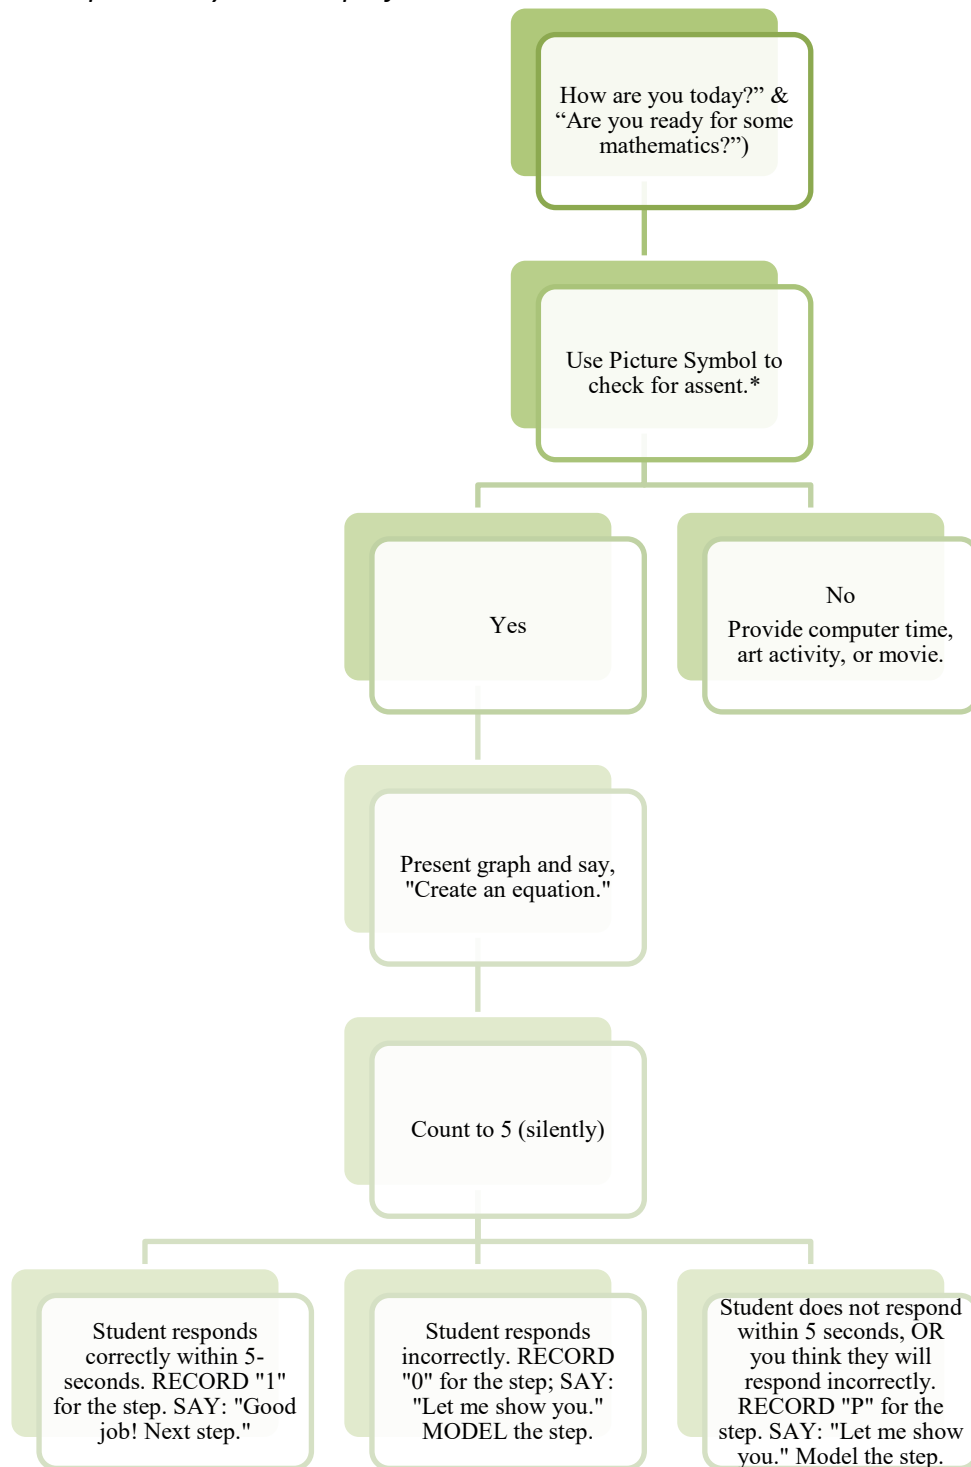 How are you today?” &
“Are you ready for some
mathematics?”)
Use Picture Symbol to
check for assent.*
Yes
No
Provide computer time,
art activity, or movie.
Present graph and say,
"Create an equation."
Count to 5 (silently)
Student responds
correctly within 5-
seconds. RECORD "1"
for the step. SAY: "Good
job! Next step."
Student responds
incorrectly. RECORD
"0" for the step; SAY:
"Let me show you."
MODEL the step.
Student does not respond
within 5 seconds, OR
you think they will
respond incorrectly.
RECORD "P" for the
step. SAY: "Let me show
you." Model the step.